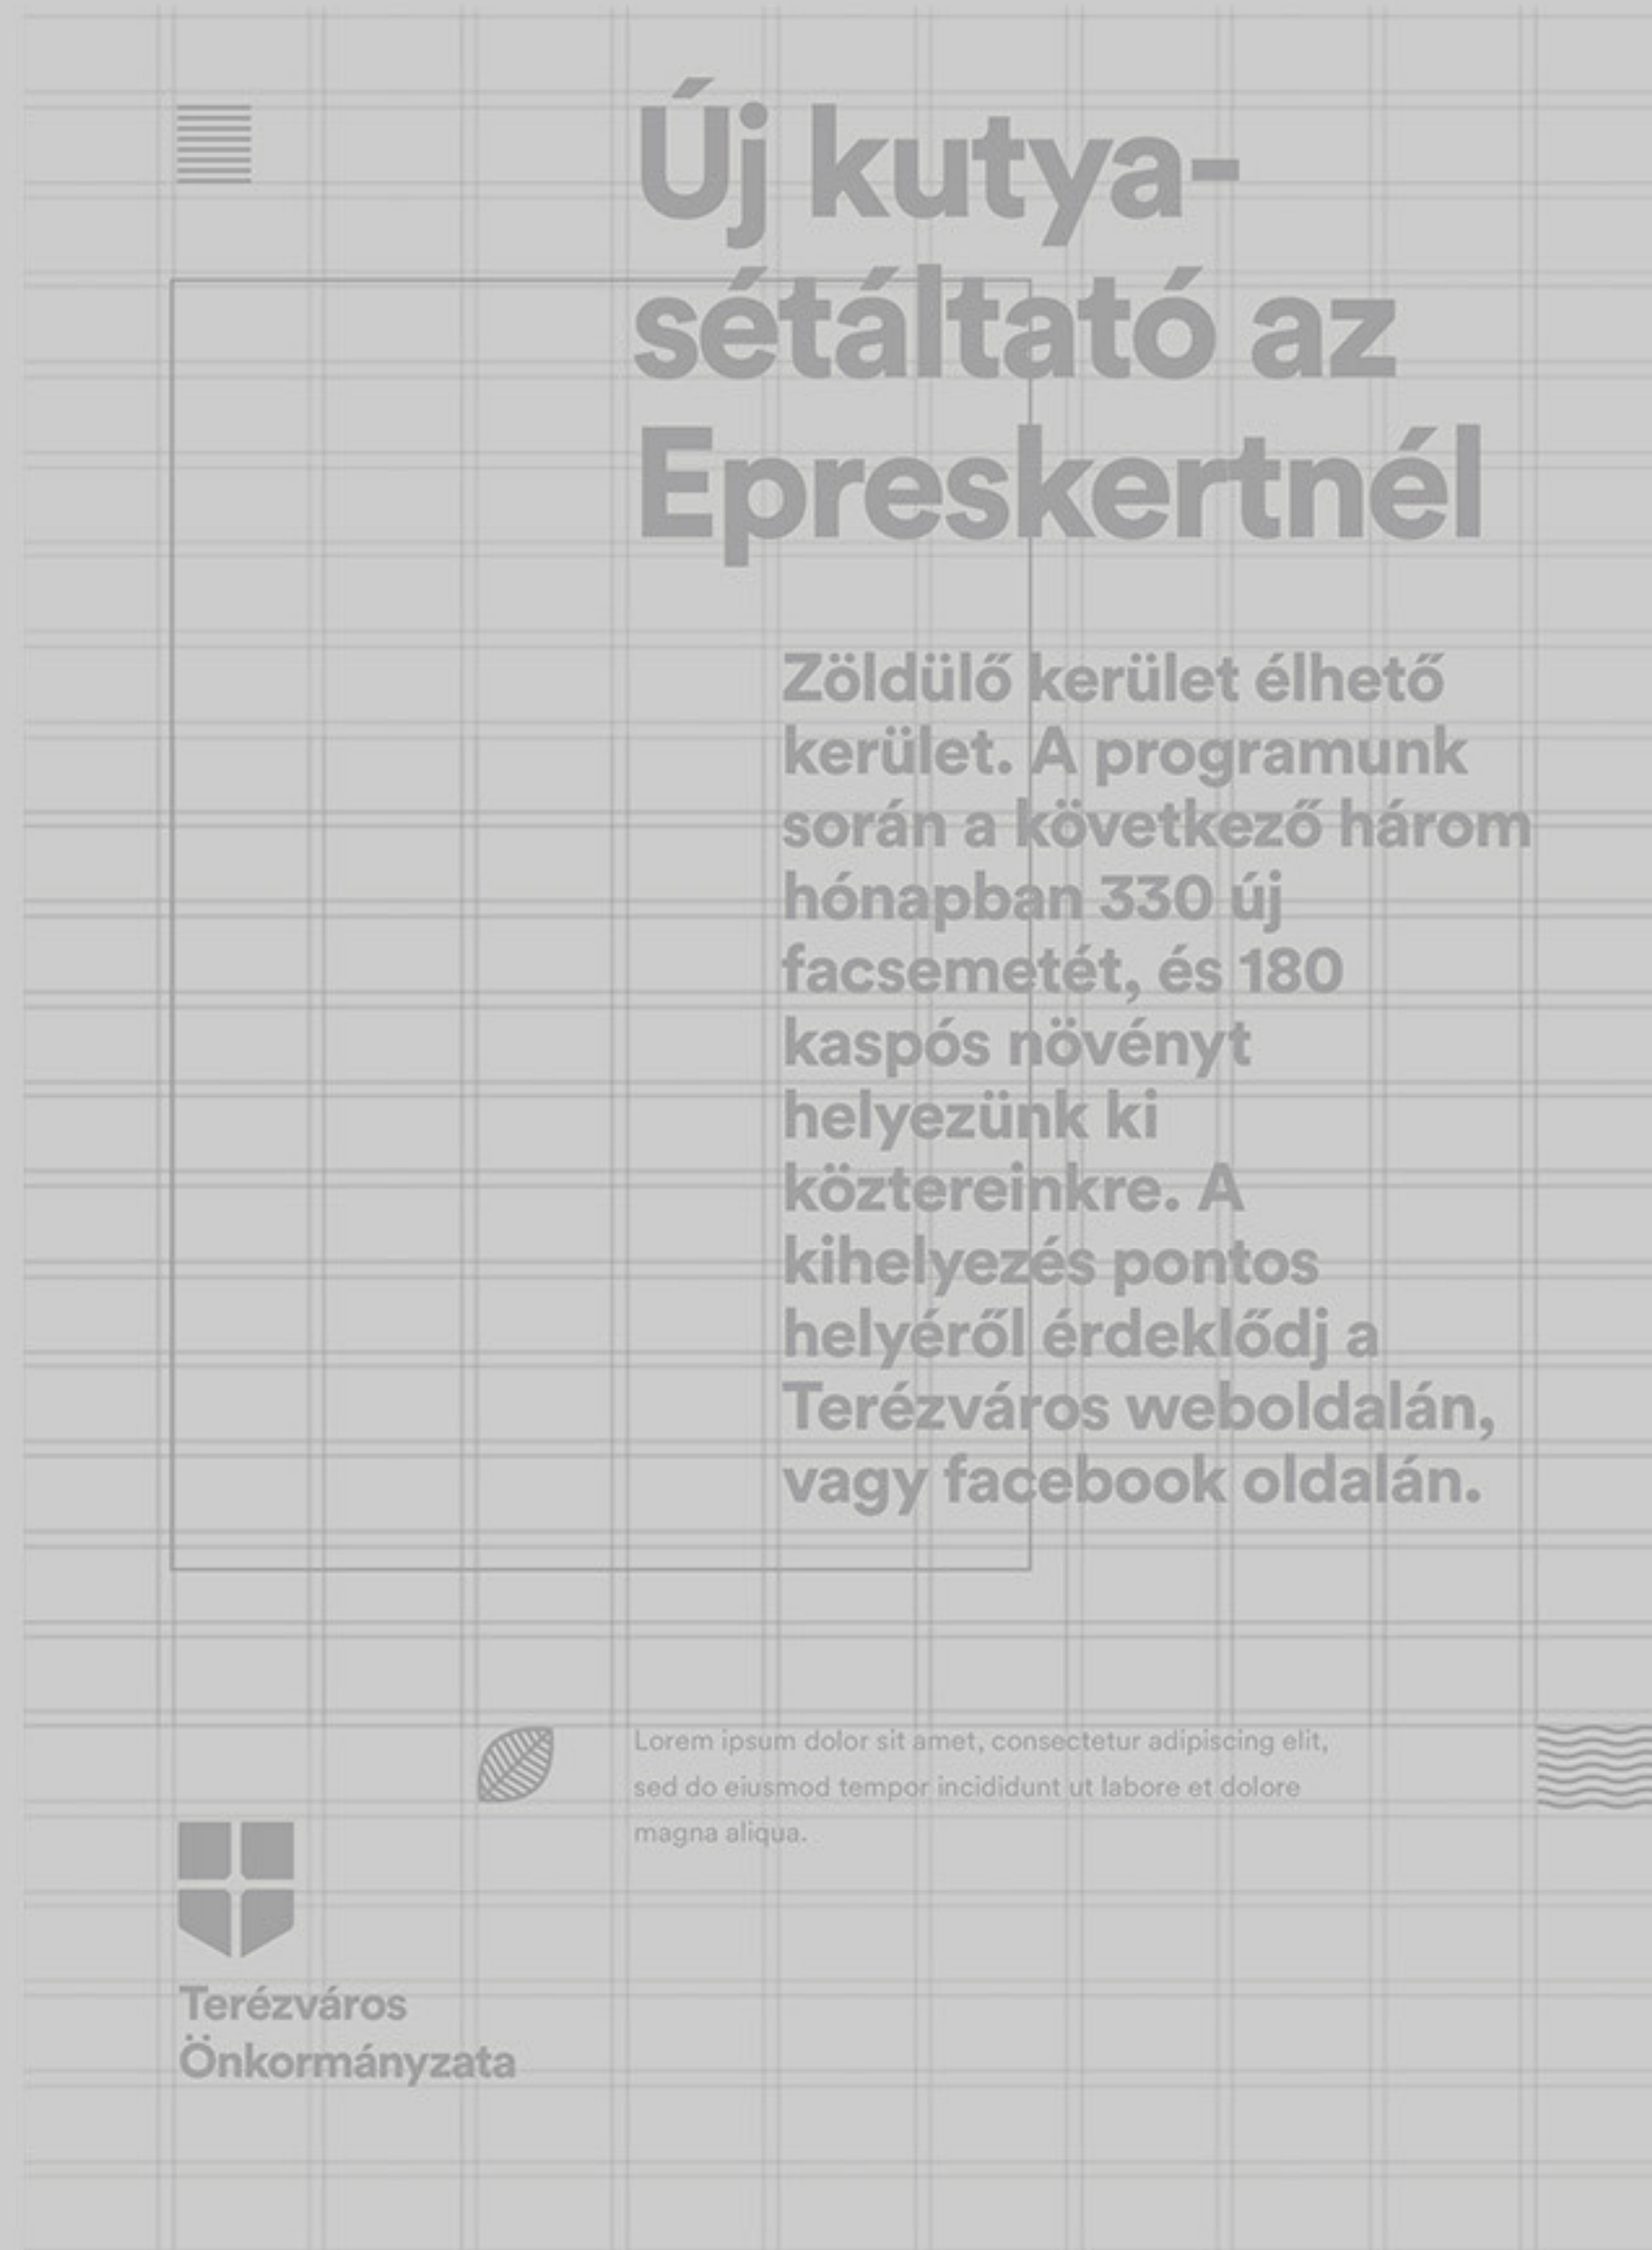 Új kutya-
sétáltató az
Epreskertnél
Zöldülő kerület élhető
kerület. A programunk
során a következő három
hónapban 330 új
facsemetét, és 180
kaspós növényt
helyezünk ki
köztereinkre. A
kihelyezés pontos
helyéről érdeklődj a
Terézváros weboldalán,
vagy facebook oldalán.
Lorem ipsum dolor sit amet, consectetur adipiscing elit,
sed do eiusmod tempor incididunt ut labore et dolore
magna aliqua.
Terézváros
Önkormányzata